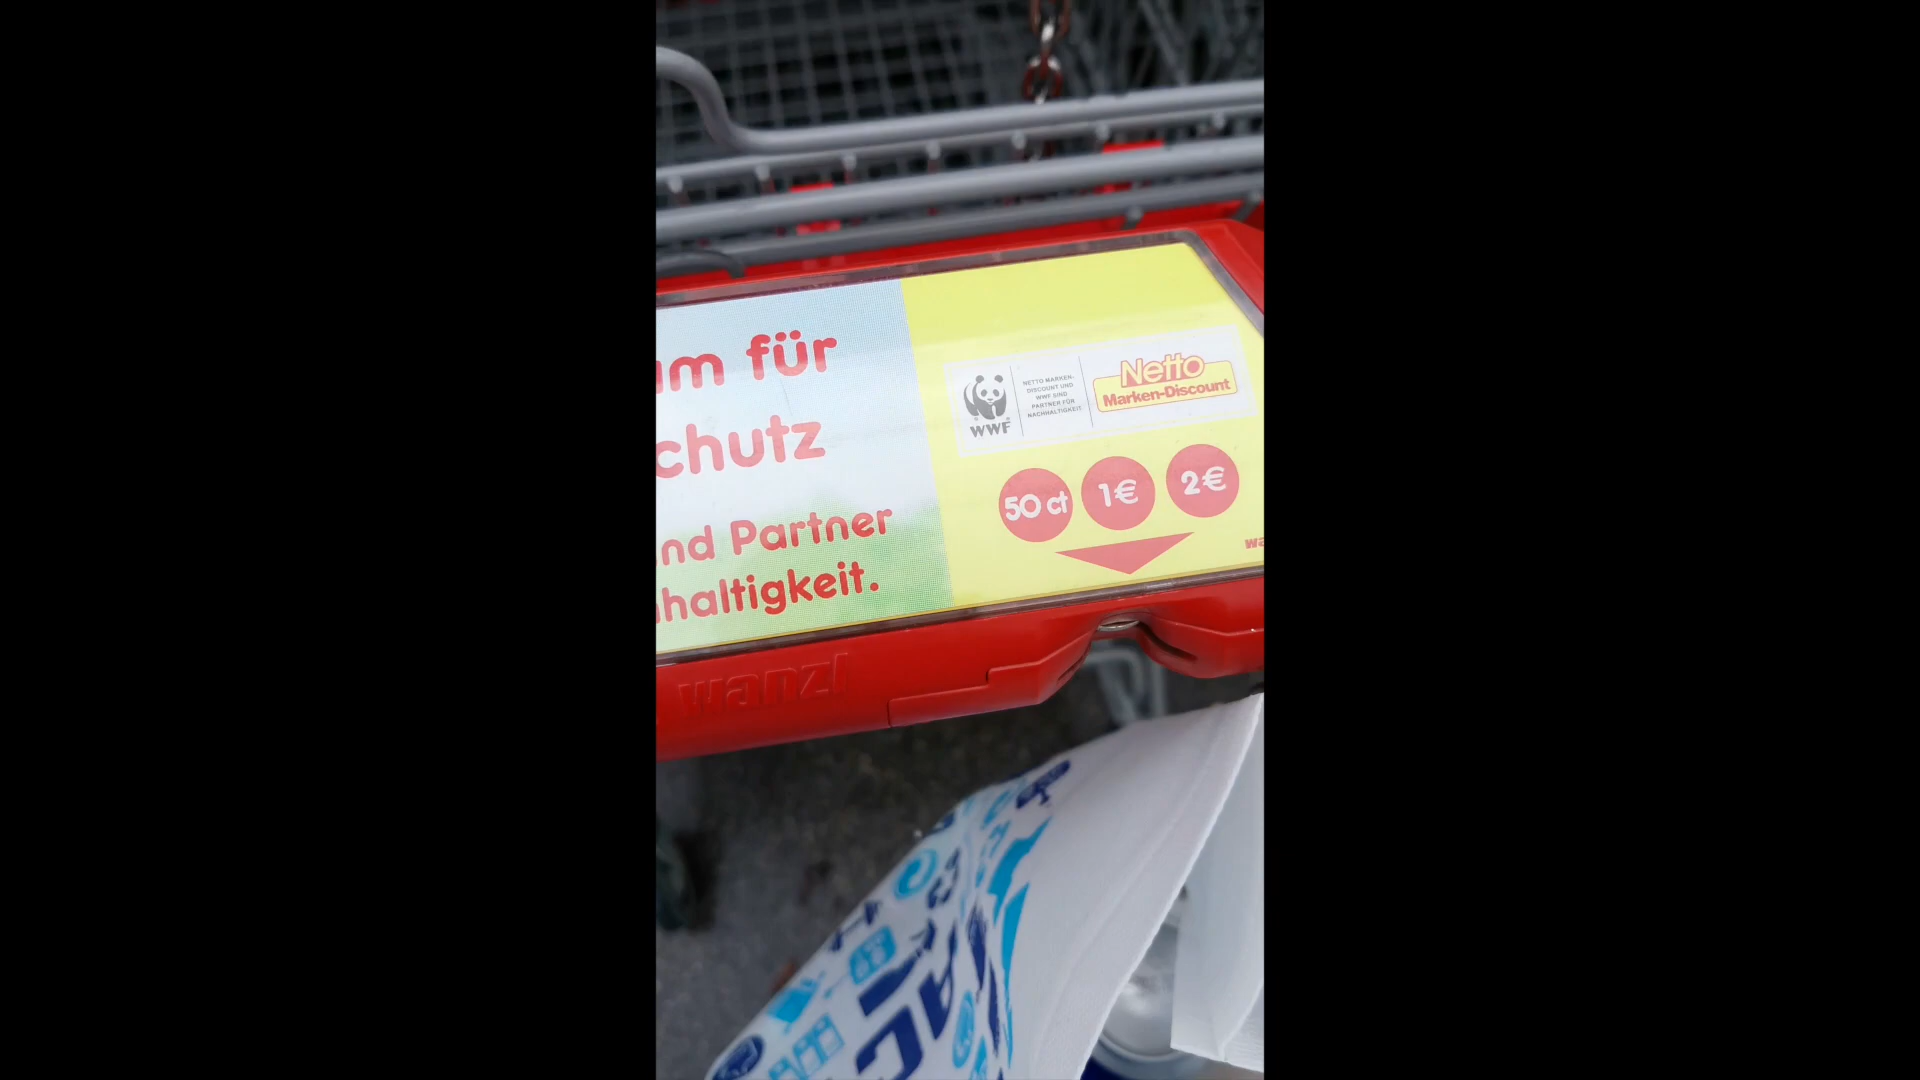 für
chutz
nd Partner
haltigkeit.
WWF
NETTO MARKEN-
DISCOUNT UND
WWF SIND
PARTNER FÜR
NACHHALTIGKEIT
Netto
Marken-Discount
50 ct 1€ 2€
wanzl